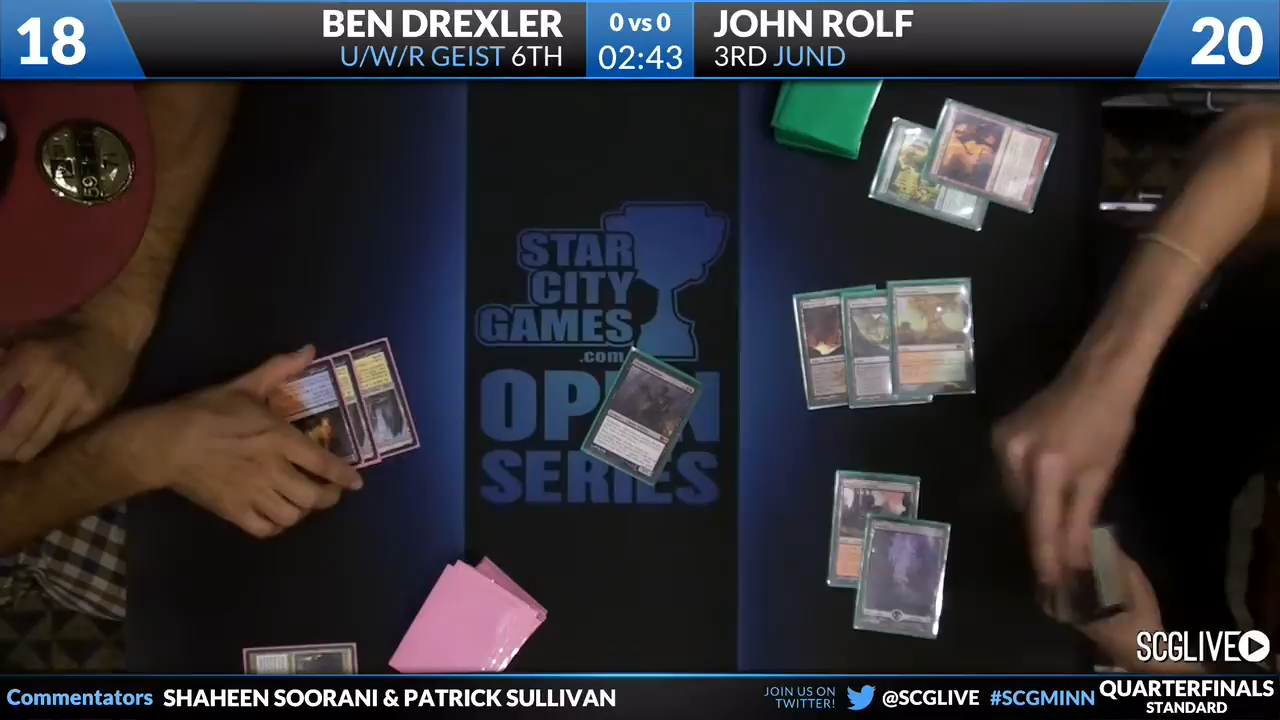 18
BEN DREXLER
U/W/R GEIST 6TH
0 vs 0
02:43
JOHN ROLF
3RD JUND
20
STAR
CITY
GAMES
.com
OPEN
SERIES
SCGLIVE
Commentators SHAHEEN SOORANI & PATRICK SULLIVAN
JOIN US ON
TWITTER!
@SCGLIVE #SCGMINN
QUARTERFINALS
STANDARD